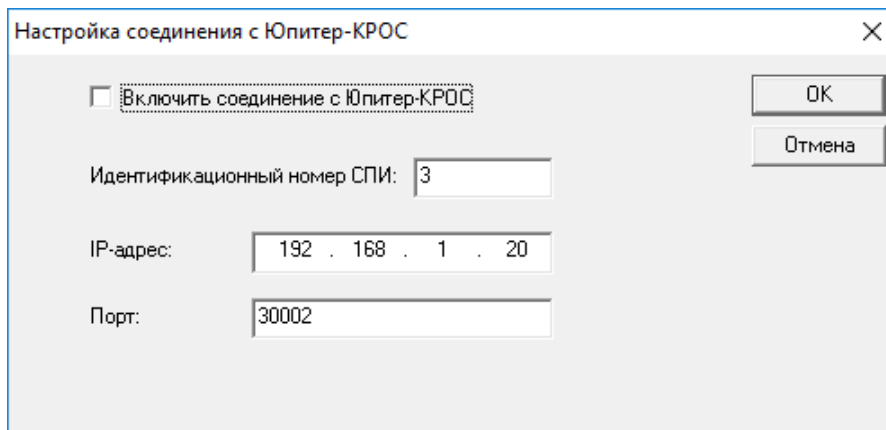 Настройка соединения с Юпитер-КРОС
Включить соединение с Юпитер-КРОС
OK
Отмена
Идентификационный номер СПИ: 3
IP-адрес: 192 . 168 . 1 . 20
Порт: 30002